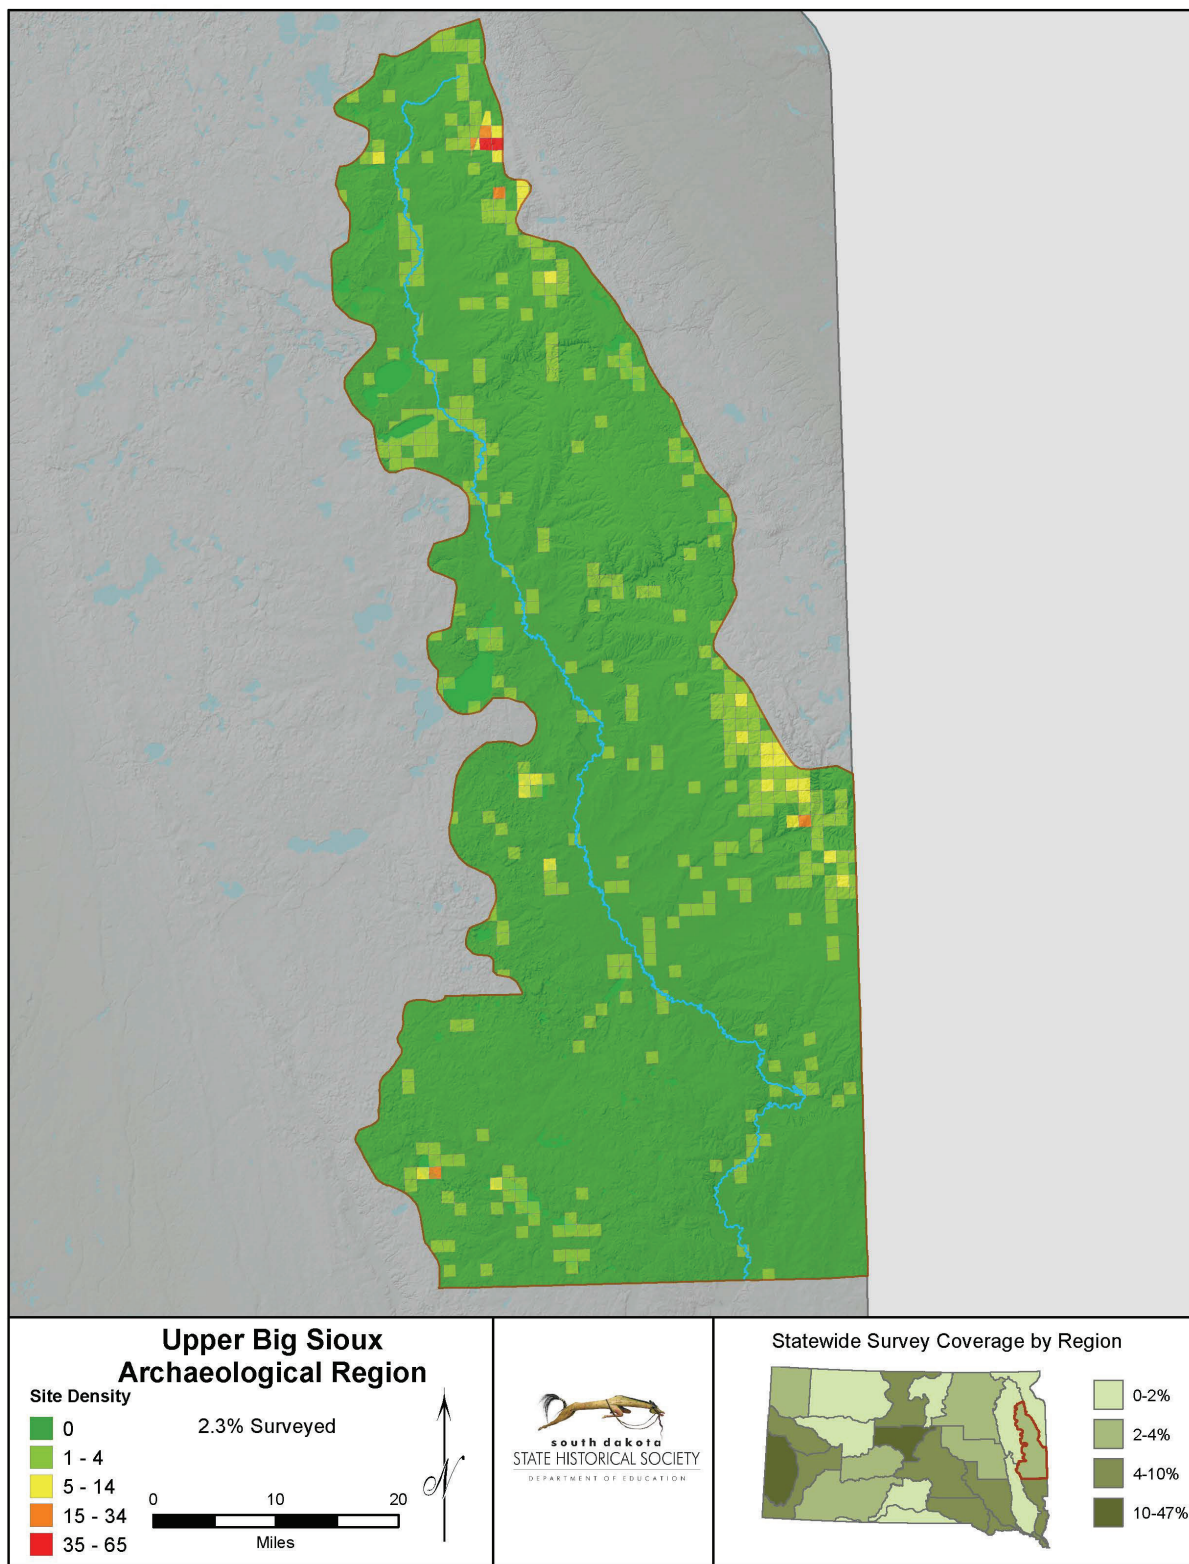 Upper Big Sioux
Archaeological Region
Site Density
2.3% Surveyed
0
1 - 4
5 - 14
15 - 34
35 - 65
0 10 20
Miles
N
south dakota
STATE HISTORICAL SOCIETY
DEPARTMENT OF EDUCATION
Statewide Survey Coverage by Region
0-2%
2-4%
4-10%
10-47%